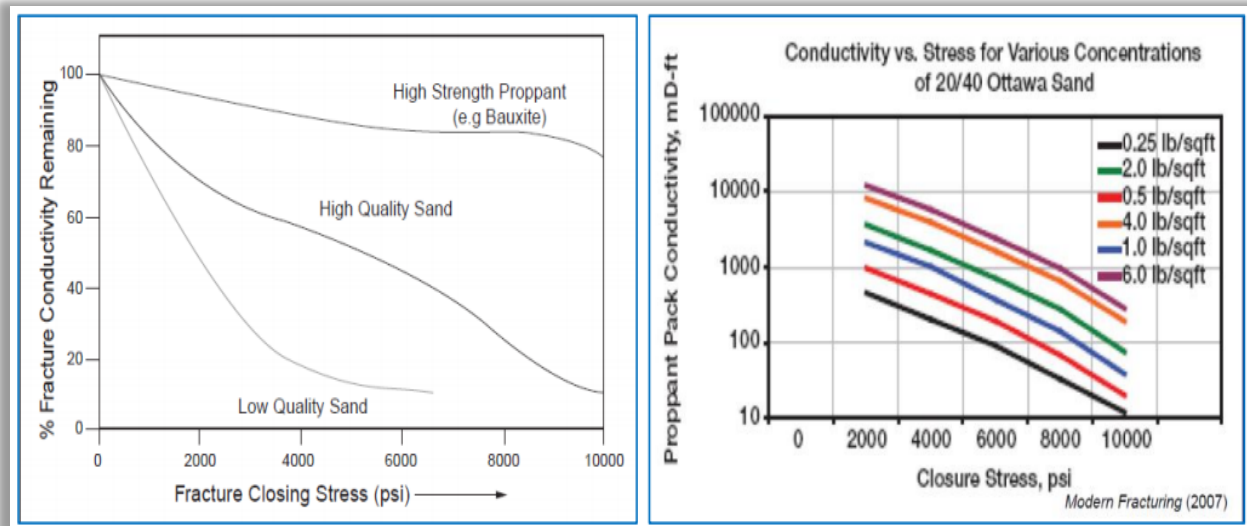 % Fracture Conductivity Remaining
100
80
60
40
20
0
High Strength Proppant
(e.g Bauxite)
High Quality Sand
Low Quality Sand
0 2000 4000 6000 8000 10000
Fracture Closing Stress (psi)
Conductivity vs. Stress for Various Concentrations
of 20/40 Ottawa Sand
Proppant Pack Conductivity, mD-ft
100000
10000
1000
100
10
0.25 lb/sqft
2.0 lb/sqft
0.5 lb/sqft
4.0 lb/sqft
1.0 lb/sqft
6.0 lb/sqft
0 2000 4000 6000 8000 10000
Closure Stress, psi
Modern Fracturing (2007)